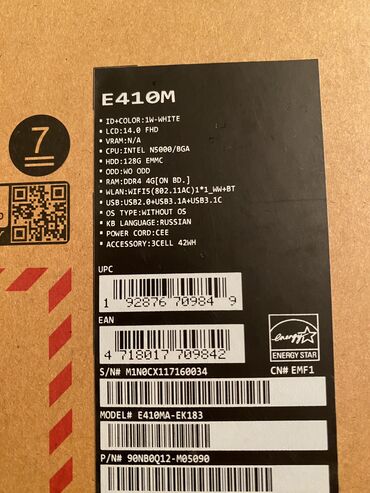 E410M
• ID+COLOR:1W-WHITE
• LCD:14.0 FHD
• VRAM:N/A
• CPU:INTEL N5000/BGA
• HDD:128G EMMC
• ODD:WO ODD
• RAM:DDR4 4G[ON BD.]
• WLAN:WIFI5(802.11AC)1*1_WW+BT
• USB:USB2.0+USB3.1A+USB3.1C
• OS TYPE:WITHOUT OS
• KB LANGUAGE:RUSSIAN
• POWER CORD:CEE
• ACCESSORY:3CELL 42WH
7
UPC
1 92876 70984 9
EAN
4 718017 709842
energy
ENERGY STAR
S/N# M1N0CX117160034 CN# EMF1
MODEL# E410MA-EK183
P/N# 90NB0Q12-M05090